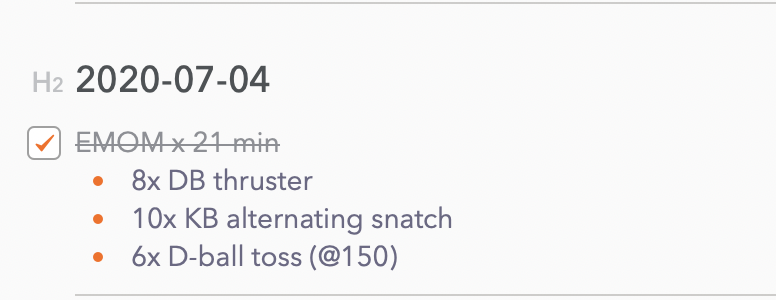 H2 2020-07-04
EMOM x 21 min
8x DB thruster
10x KB alternating snatch
6x D-ball toss (@150)